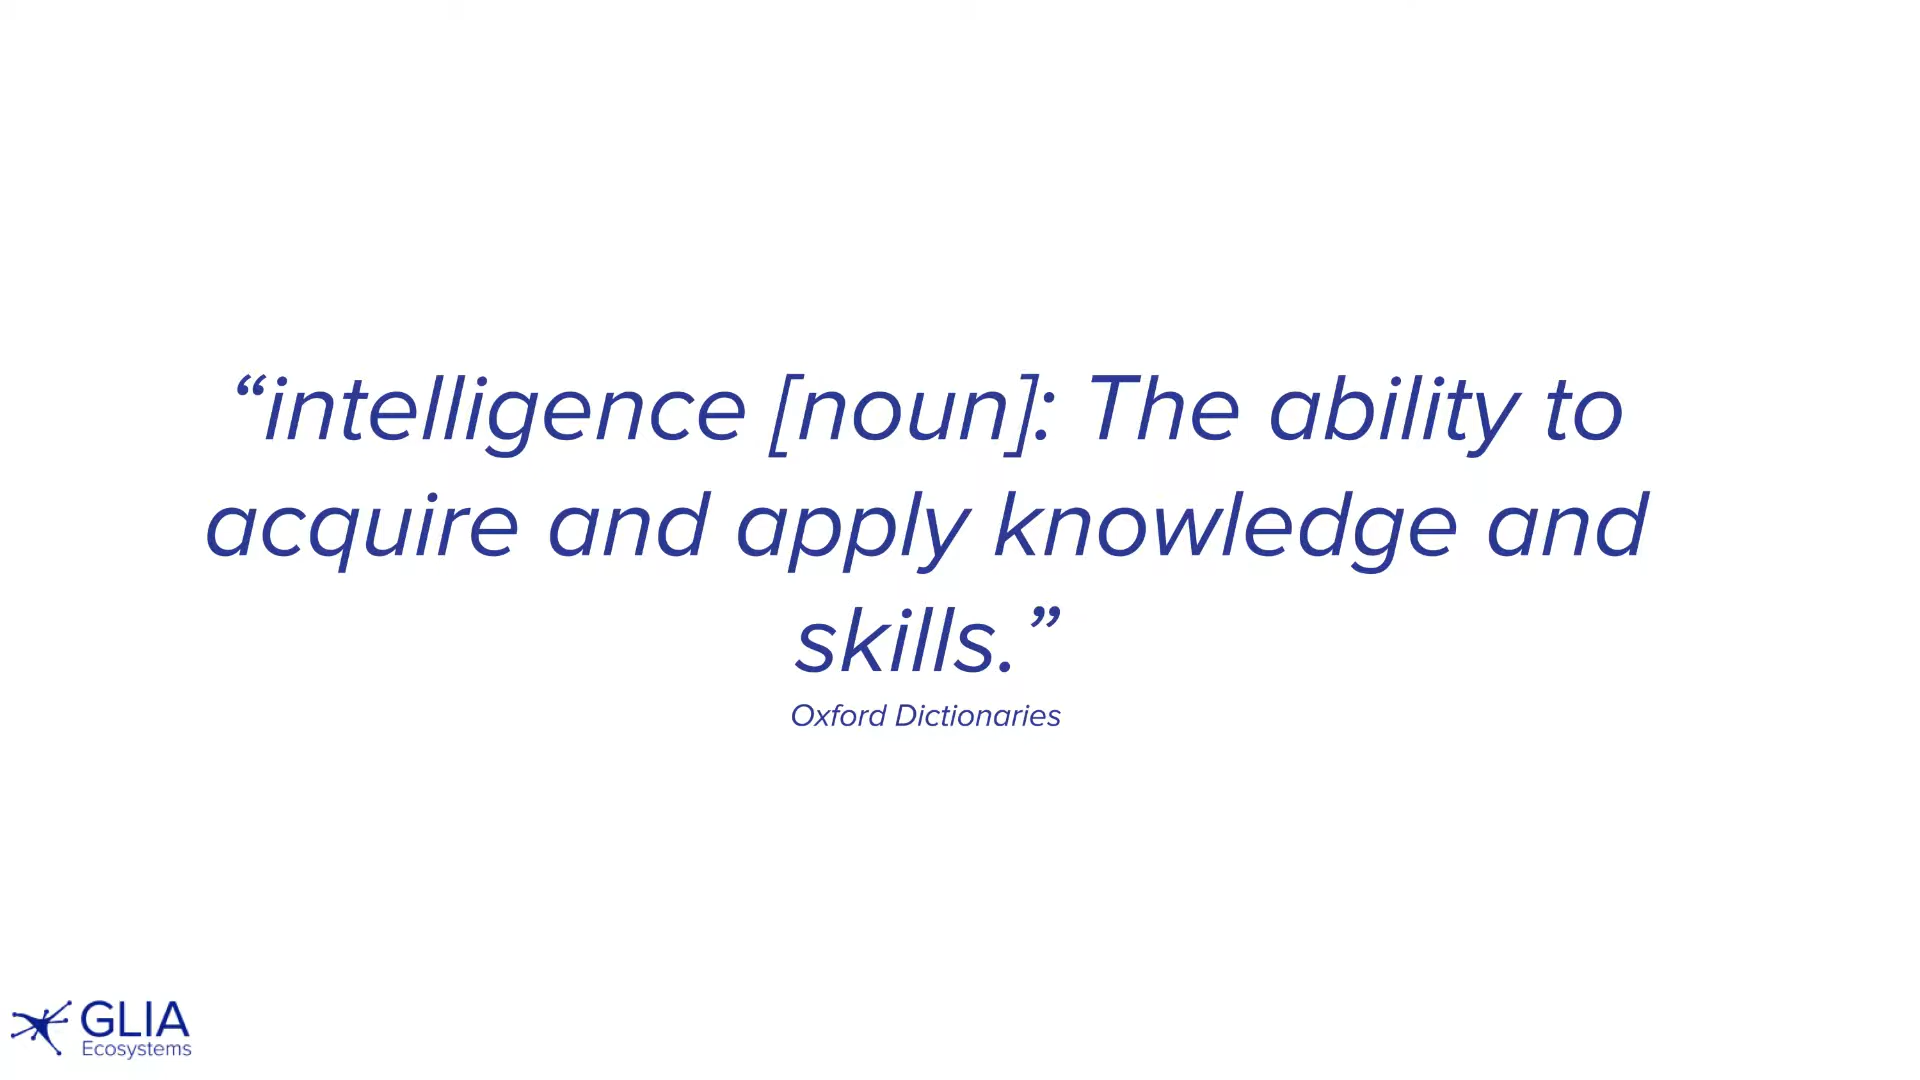 “intelligence [noun]: The ability to
acquire and apply knowledge and
skills.”
Oxford Dictionaries
GLIA
Ecosystems